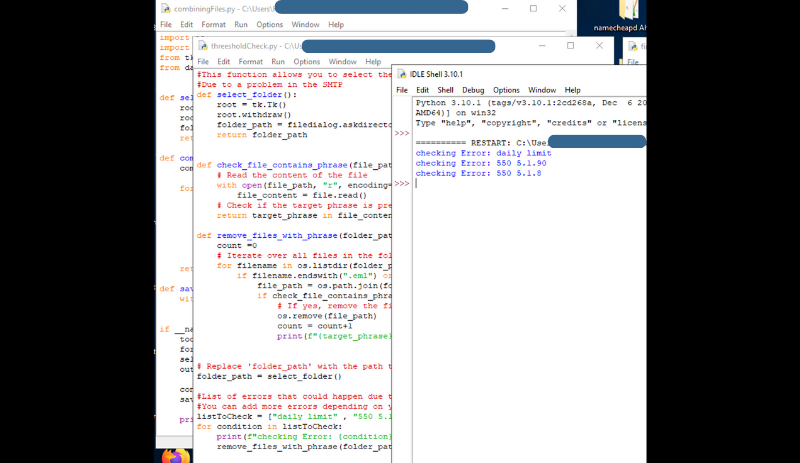 combiningFiles.py - C:\Users\
File Edit Format Run Options Window Help
import
import
from tk
from da
def sel
roo
roo
fol
ret
def com
com
for
ret
def sav
wit
if __na
too
for
sel
out
con
sav
pri
thresholdCheck.py - C:\Us
File Edit Format Run Options Window Help
#This function allows you to select the
#Due to a problem in the SMTP
def select_folder():
root = tk.Tk()
root.withdraw()
folder_path = filedialog.askdirecto
return folder_path
def check_file_contains_phrase(file_pat
# Read the content of the file
with open(file_path, "r", encoding=
file_content = file.read()
# Check if the target phrase is pre
return target_phrase in file_conten
def remove_files_with_phrase(folder_pat
count =0
# Iterate over all files in the fol
for filename in os.listdir(folder_p
if filename.endswith(".eml") or
file_path = os.path.join(fo
if check_file_contains_phra
# If yes, remove the fi
os.remove(file_path)
count = count+1
print(f"{target_phrase}
# Replace 'folder_path' with the path t
folder_path = select_folder()
#List of errors that could happen due t
#You can add more errors depending on y
listToCheck = ["daily limit" , "550 5.1
for condition in listToCheck:
print(f"checking Error: {condition}
remove_files_with_phrase(folder_pat
IDLE Shell 3.10.1
File Edit Shell Debug Options Window Help
Python 3.10.1 (tags/v3.10.1:2cd268a, Dec 6 20
AMD64)] on win32
Type "help", "copyright", "credits" or "licens
>>>
========== RESTART: C:\Use
checking Error: daily limit
checking Error: 550 5.1.90
checking Error: 550 5.1.8
>>>
namecheapd Al
fi
File